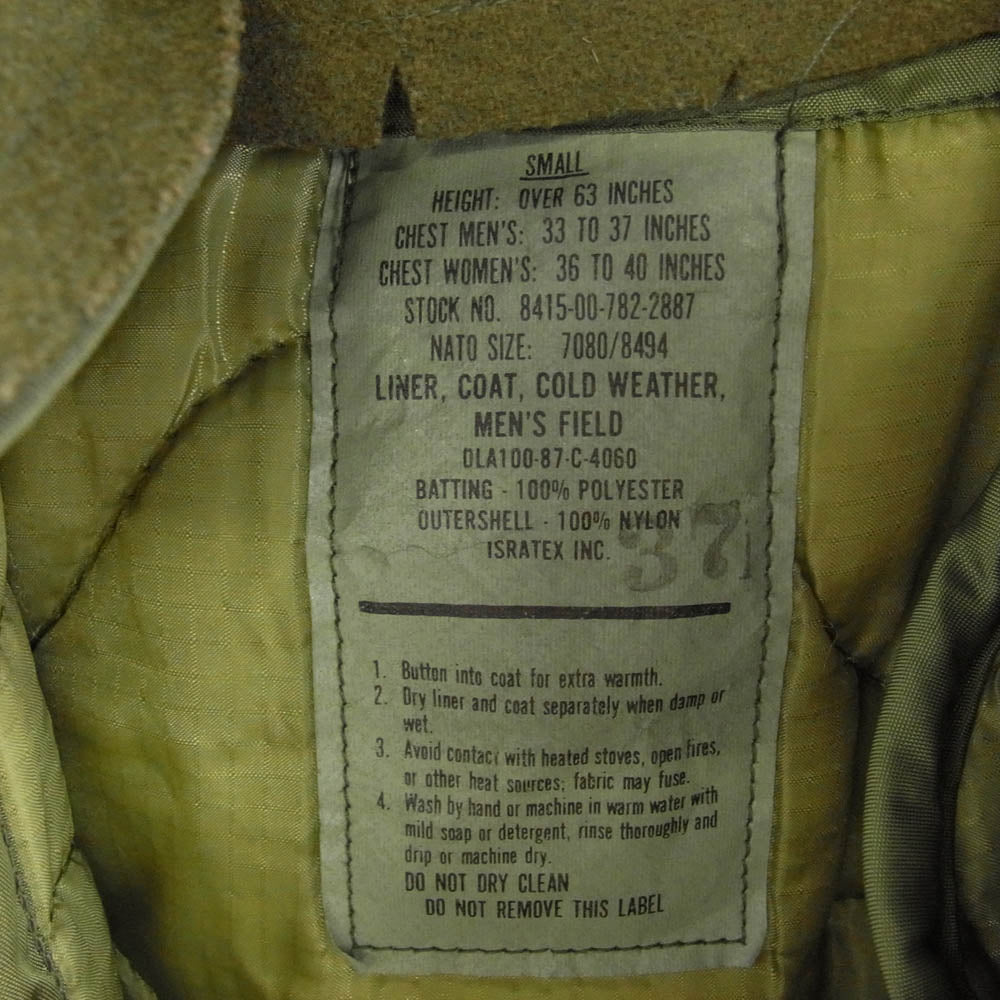 SMALL
HEIGHT: OVER 63 INCHES
CHEST MEN'S: 33 TO 37 INCHES
CHEST WOMEN'S: 36 TO 40 INCHES
STOCK NO. 8415-00-782-2887
NATO SIZE: 7080/8494
LINER, COAT, COLD WEATHER,
MEN'S FIELD
DLA100-87-C-4060
BATTING - 100% POLYESTER
OUTERSHELL - 100% NYLON
ISRATEX INC.
37
1. Button into coat for extra warmth.
2. Dry liner and coat separately when damp or
wet.
3. Avoid contact with heated stoves, open fires,
or other heat sources; fabric may fuse.
4. Wash by hand or machine in warm water with
mild soap or detergent, rinse thoroughly and
drip or machine dry.
DO NOT DRY CLEAN
DO NOT REMOVE THIS LABEL